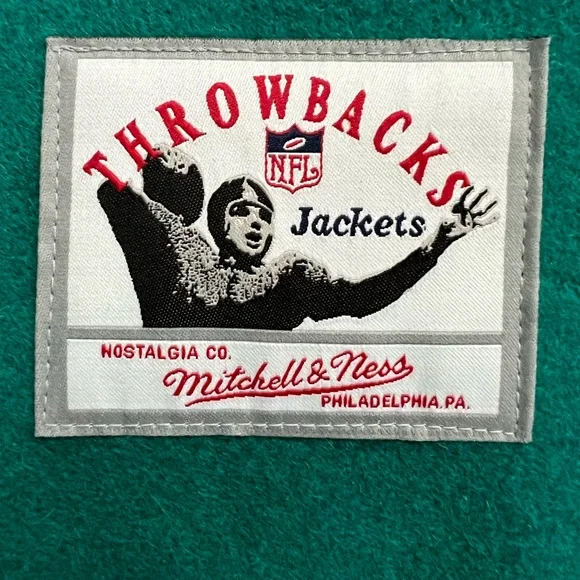 THROWBACKS
NFL
Jackets
NOSTALGIA CO.
Mitchell & Ness
PHILADELPHIA, PA.